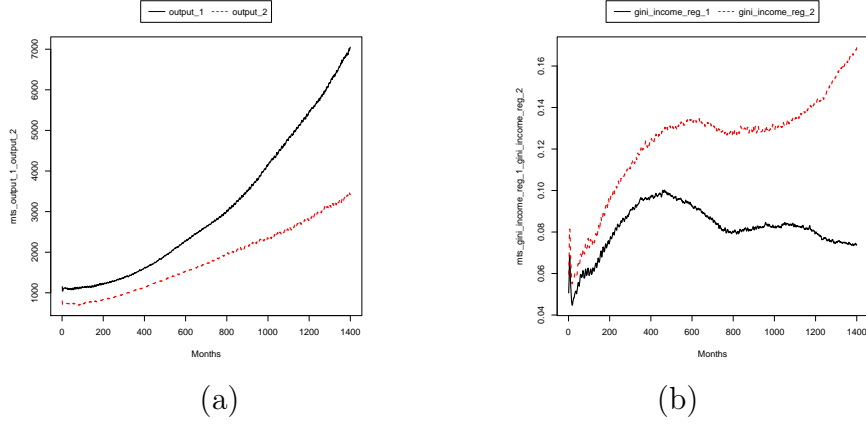 output_1 output_2
mts_output_1_output_2
7000
6000
5000
4000
3000
2000
1000
0 200 400 600 800 1000 1200 1400
Months
(a)
gini_income_reg_1 gini_income_reg_2
mts_gini_income_reg_1_gini_income_reg_2
0.16
0.14
0.12
0.10
0.08
0.06
0.04
0 200 400 600 800 1000 1200 1400
Months
(b)